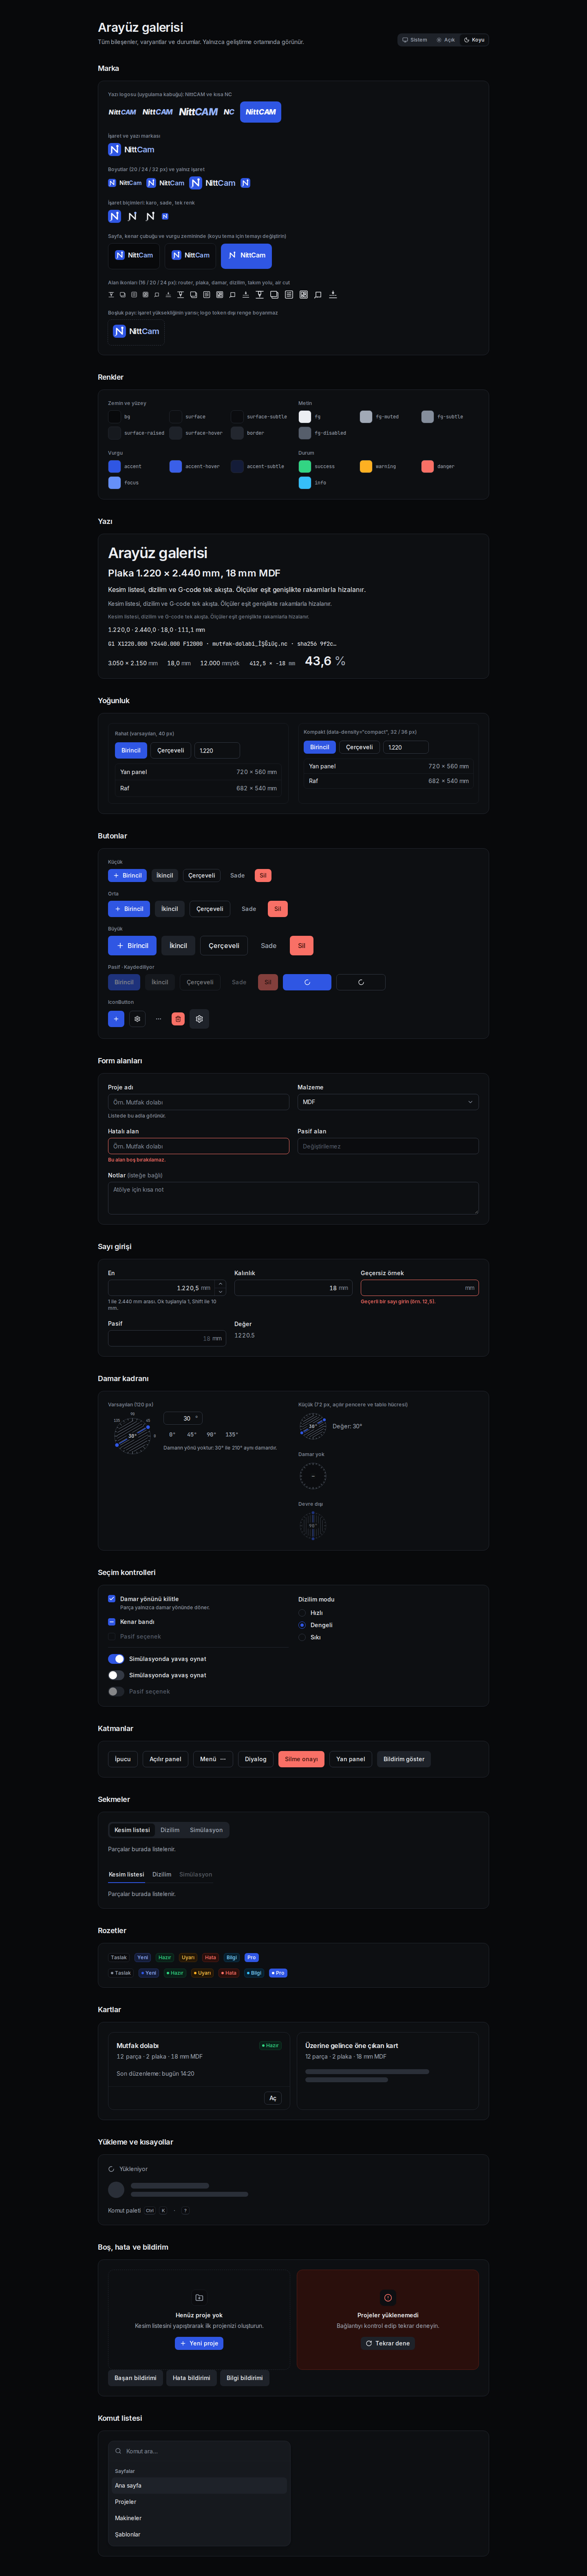 Arayüz galerisi
Tüm bileşenler, varyantlar ve durumlar. Yalnızca geliştirme ortamında görünür.
Sistem Açık Koyu
Marka
Yazı logosu (uygulama kabuğu): NittCAM ve kısa NC
NittCAM NittCAM NittCAM NC NittCAM
İşaret ve yazı markası
NittCam
Boyutlar (20 / 24 / 32 px) ve yalnız işaret
NittCam NittCam NittCam
İşaret biçimleri: karo, sade, tek renk
Sayfa, kenar çubuğu ve vurgu zemininde (koyu tema için temayı değiştirin)
NittCam NittCam NittCam
Alan ikonları (16 / 20 / 24 px): router, plaka, damar, dizilim, takım yolu, air cut
Boşluk payı: işaret yüksekliğinin yarısı; logo token dışı renge boyanmaz
NittCam
Renkler
Zemin ve yüzey
bg surface surface-subtle
surface-raised surface-hover border
Metin
fg fg-muted fg-subtle
fg-disabled
Vurgu
accent accent-hover accent-subtle
focus
Durum
success warning danger
info
Yazı
Arayüz galerisi
Plaka 1.220 × 2.440 mm, 18 mm MDF
Kesim listesi, dizilim ve G-code tek akışta. Ölçüler eşit genişlikte rakamlarla hizalanır.
Kesim listesi, dizilim ve G-code tek akışta. Ölçüler eşit genişlikte rakamlarla hizalanır.
Kesim listesi, dizilim ve G-code tek akışta. Ölçüler eşit genişlikte rakamlarla hizalanır.
1.220,0 · 2.440,0 · 18,0 · 111,1 mm
G1 X1220.000 Y2440.000 F12000 · mutfak-dolabı_İŞĞıüç.nc · sha256 9f2c…
3.050 × 2.150 mm 18,0 mm 12.000 mm/dk 412,5 × -18 mm 43,6 %
Yoğunluk
Rahat (varsayılan, 40 px)
Birincil Çerçeveli 1.220
Yan panel 720 × 560 mm
Raf 682 × 540 mm
Kompakt (data-density="compact", 32 / 36 px)
Birincil Çerçeveli 1.220
Yan panel 720 × 560 mm
Raf 682 × 540 mm
Butonlar
Küçük
Birincil İkincil Çerçeveli Sade Sil
Orta
Birincil İkincil Çerçeveli Sade Sil
Büyük
Birincil İkincil Çerçeveli Sade Sil
Pasif · Kaydediliyor
Birincil İkincil Çerçeveli Sade Sil
IconButton
Form alanları
Proje adı
Örn. Mutfak dolabı
Listede bu adla görünür.
Malzeme
MDF
Hatalı alan
Örn. Mutfak dolabı
Bu alan boş bırakılamaz.
Pasif alan
Değiştirilemez
Notlar (isteğe bağlı)
Atölye için kısa not
Sayı girişi
En
1.220,5 mm
1 ile 2.440 mm arası. Ok tuşlarıyla 1, Shift ile 10 mm.
Kalınlık
18 mm
Geçersiz örnek
mm
Geçerli bir sayı girin (örn. 12,5).
Pasif
18 mm
Değer
1220.5
Damar kadranı
Varsayılan (120 px)
30°
30 °
0° 45° 90° 135°
Damarın yönü yoktur: 30° ile 210° aynı damardır.
Küçük (72 px, açılır pencere ve tablo hücresi)
30° Değer: 30°
Damar yok
–
Devre dışı
90°
Seçim kontrolleri
Damar yönünü kilitle
Parça yalnızca damar yönünde döner.
Kenar bandı
Pasif seçenek
Simülasyonda yavaş oynat
Simülasyonda yavaş oynat
Pasif seçenek
Dizilim modu
Hızlı
Dengeli
Sıkı
Katmanlar
İpucu Açılır panel Menü Diyalog Silme onayı Yan panel Bildirim göster
Sekmeler
Kesim listesi Dizilim Simülasyon
Parçalar burada listelenir.
Kesim listesi Dizilim Simülasyon
Parçalar burada listelenir.
Rozetler
Taslak Yeni Hazır Uyarı Hata Bilgi Pro
Taslak Yeni Hazır Uyarı Hata Bilgi Pro
Kartlar
Mutfak dolabı Hazır
12 parça · 2 plaka · 18 mm MDF
Son düzenleme: bugün 14:20
Aç
Üzerine gelince öne çıkan kart
12 parça · 2 plaka · 18 mm MDF
Yükleme ve kısayollar
Yükleniyor
Komut paleti Ctrl K · ?
Boş, hata ve bildirim
Henüz proje yok
Kesim listesini yapıştırarak ilk projenizi oluşturun.
Yeni proje
Projeler yüklenemedi
Bağlantıyı kontrol edip tekrar deneyin.
Tekrar dene
Başarı bildirimi Hata bildirimi Bilgi bildirimi
Komut listesi
Komut ara…
Sayfalar
Ana sayfa
Projeler
Makineler
Şablonlar